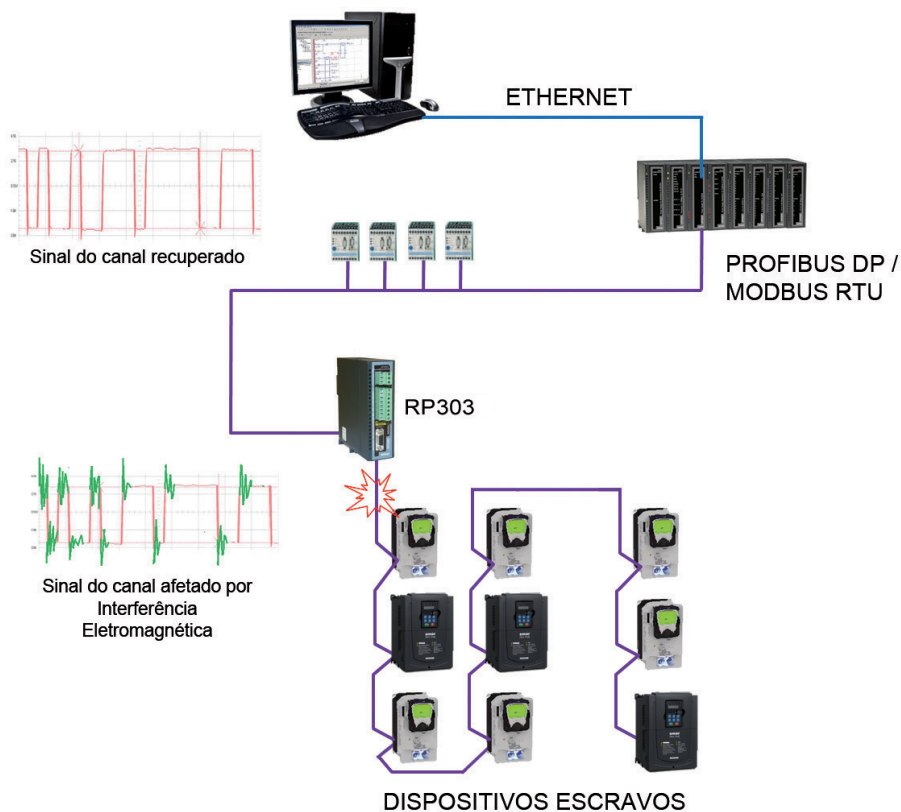 ETHERNET
Sinal do canal recuperado
PROFIBUS DP /
MODBUS RTU
RP303
Sinal do canal afetado por
Interferência
Eletromagnética
DISPOSITIVOS ESCRAVOS